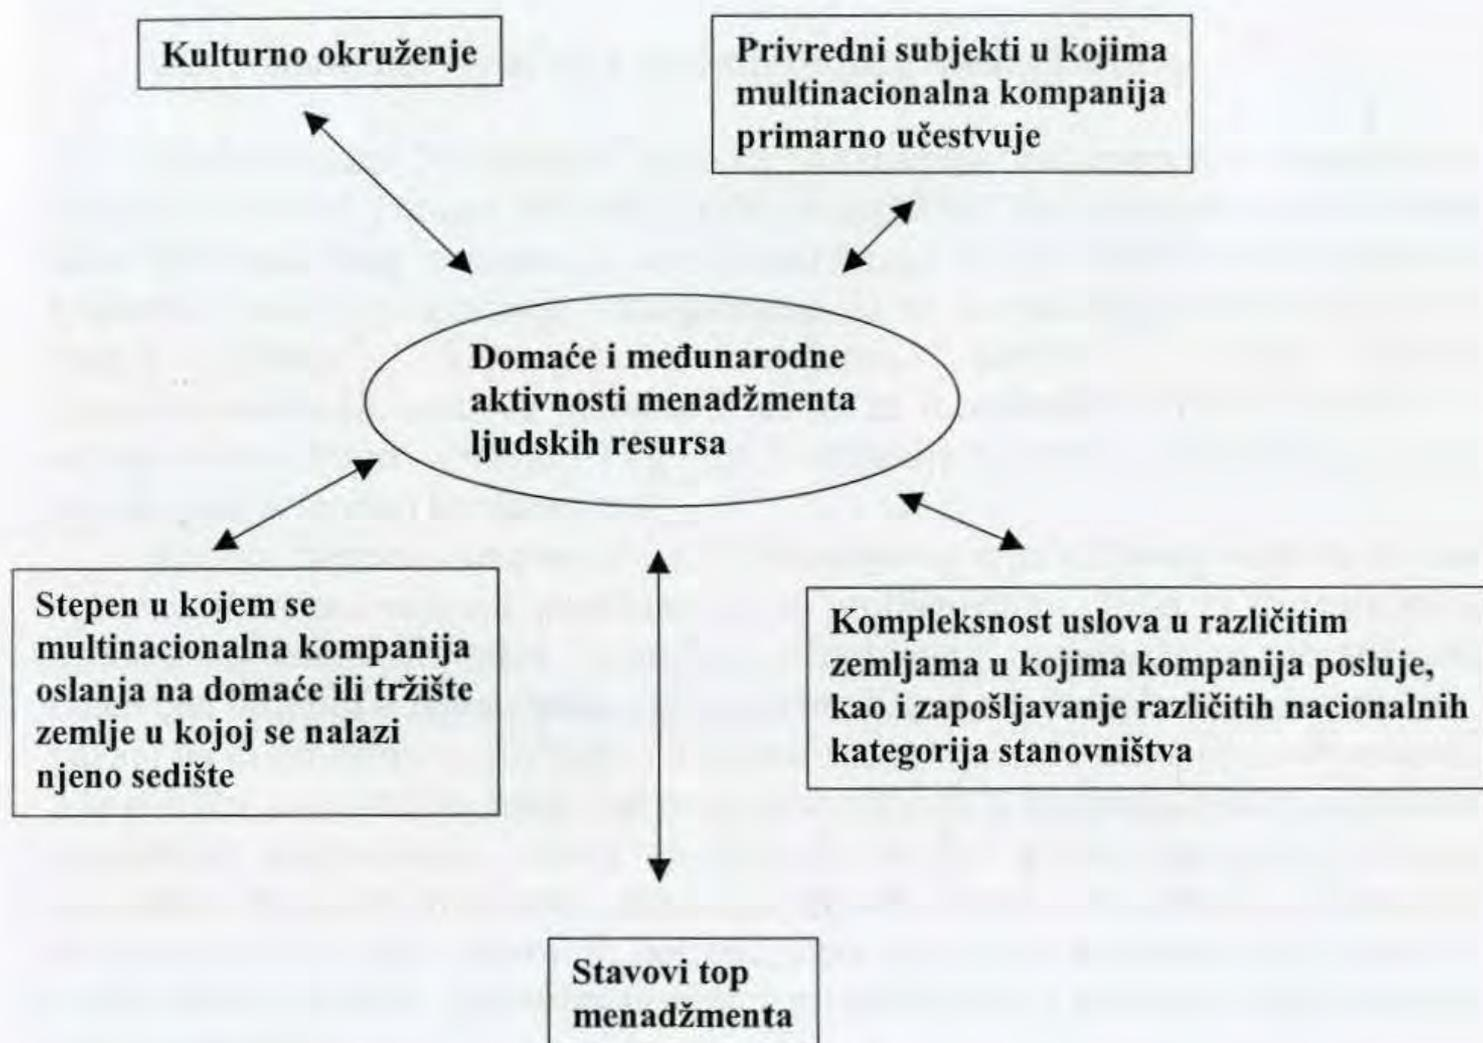 Kulturno okruženje
Privredni subjekti u kojima
multinacionalna kompanija
primarno učestvuje
Domaće i međunarodne
aktivnosti menadžmenta
ljudskih resursa
Stepen u kojem se
multinacionalna kompanija
oslanja na domaće ili tržište
zemlje u kojoj se nalazi
njeno sedište
Kompleksnost uslova u različitim
zemljama u kojima kompanija posluje,
kao i zapošljavanje različitih nacionalnih
kategorija stanovništva
Stavovi top
menadžmenta